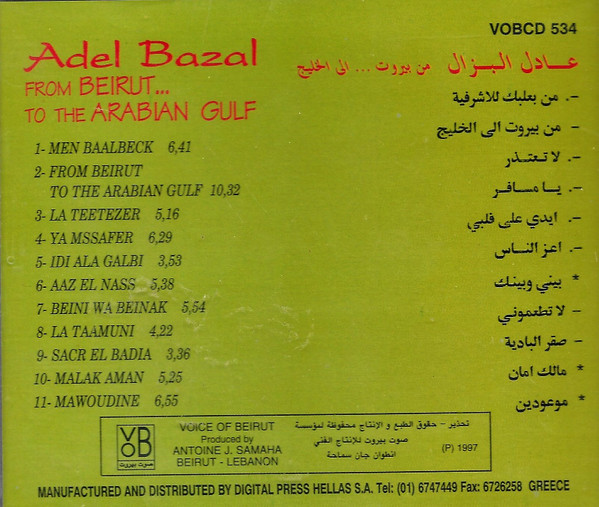 VOBCD 534
Adel Bazal
FROM BEIRUT...
TO THE ARABIAN GULF
عادل البزال من بيروت ... الى الخليج
1- MEN BAALBECK 6,41
2- FROM BEIRUT
TO THE ARABIAN GULF 10,32
3- LA TEETEZER 5,16
4- YA MSSAFER 6,29
5- IDI ALA GALBI 3,53
6- AAZ EL NASS 5,38
7- BEINI WA BEINAK 5,54
8- LA TAAMUNI 4,22
9- SACR EL BADIA 3,36
10- MALAK AMAN 5,25
11- MAWOUDINE 6,55
-. من بعلبك للاشرفية
- من بيروت الى الخليج
-. لا تعتذر
-. يا مسافر
-. ايدي على قلبي
-. اعز الناس
* بيني وبينك
- لا تطعموني
- صقر البادية
* مالك امان
* موعودين
VOB
صوت بيروت
VOICE OF BEIRUT
Produced by
ANTOINE J. SAMAHA
BEIRUT - LEBANON
تحذير - حقوق الطبع و الانتاج محفوظة لمؤسسة
صوت بيروت للإنتاج الفني
انطوان جان سماحة
(P) 1997
MANUFACTURED AND DISTRIBUTED BY DIGITAL PRESS HELLAS S.A. Tel: (01) 6747449 Fax: 6726258 GREECE